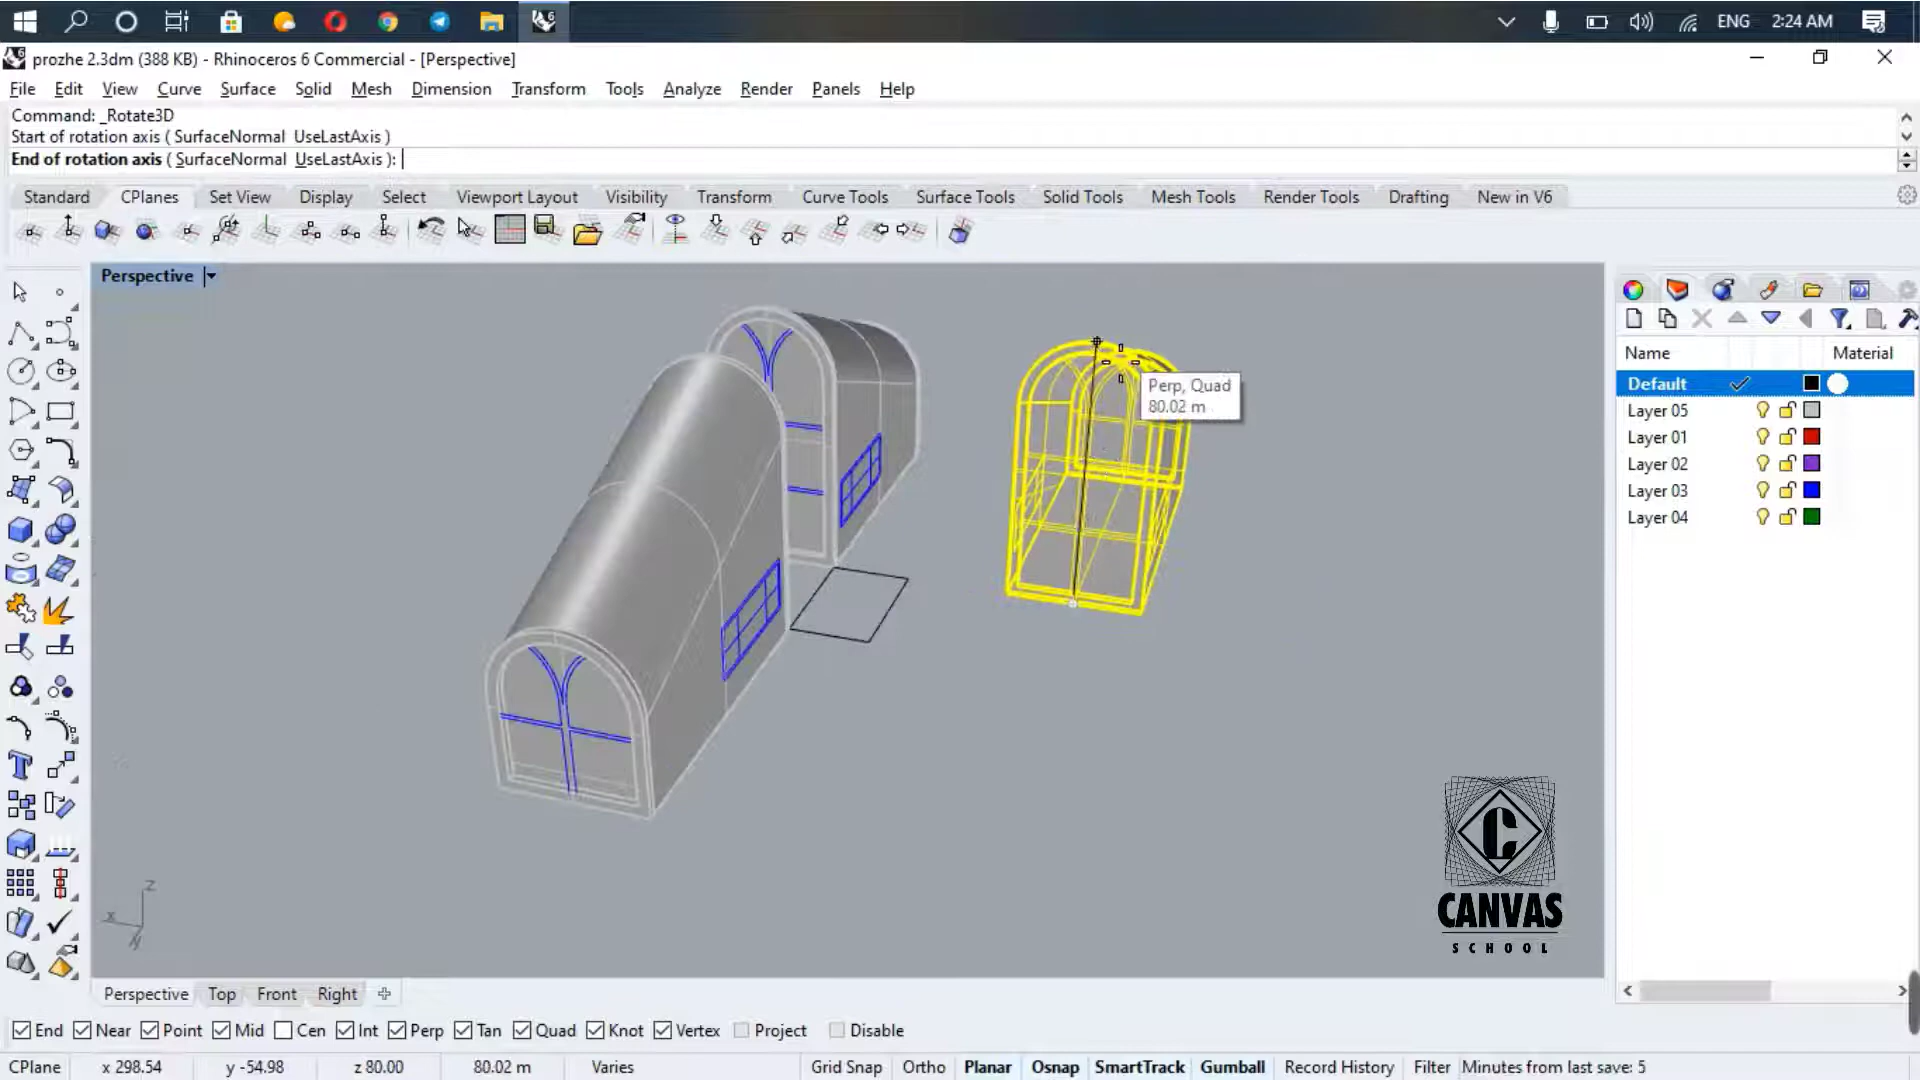 ENG 2:24 AM
prozhe 2.3dm (388 KB) - Rhinoceros 6 Commercial - [Perspective]
File Edit View Curve Surface Solid Mesh Dimension Transform Tools Analyze Render Panels Help
Command: _Rotate3D
Start of rotation axis ( SurfaceNormal UseLastAxis )
End of rotation axis ( SurfaceNormal UseLastAxis ):
Standard CPlanes Set View Display Select Viewport Layout Visibility Transform Curve Tools Surface Tools Solid Tools Mesh Tools Render Tools Drafting New in V6
Perspective
Perp, Quad
80.02 m
Name Material
Default
Layer 05
Layer 01
Layer 02
Layer 03
Layer 04
z
x
y
CANVAS
SCHOOL
Perspective Top Front Right
End Near Point Mid Cen Int Perp Tan Quad Knot Vertex Project Disable
CPlane x 298.54 y -54.98 z 80.00 80.02 m Varies Grid Snap Ortho Planar Osnap SmartTrack Gumball Record History Filter Minutes from last save: 5